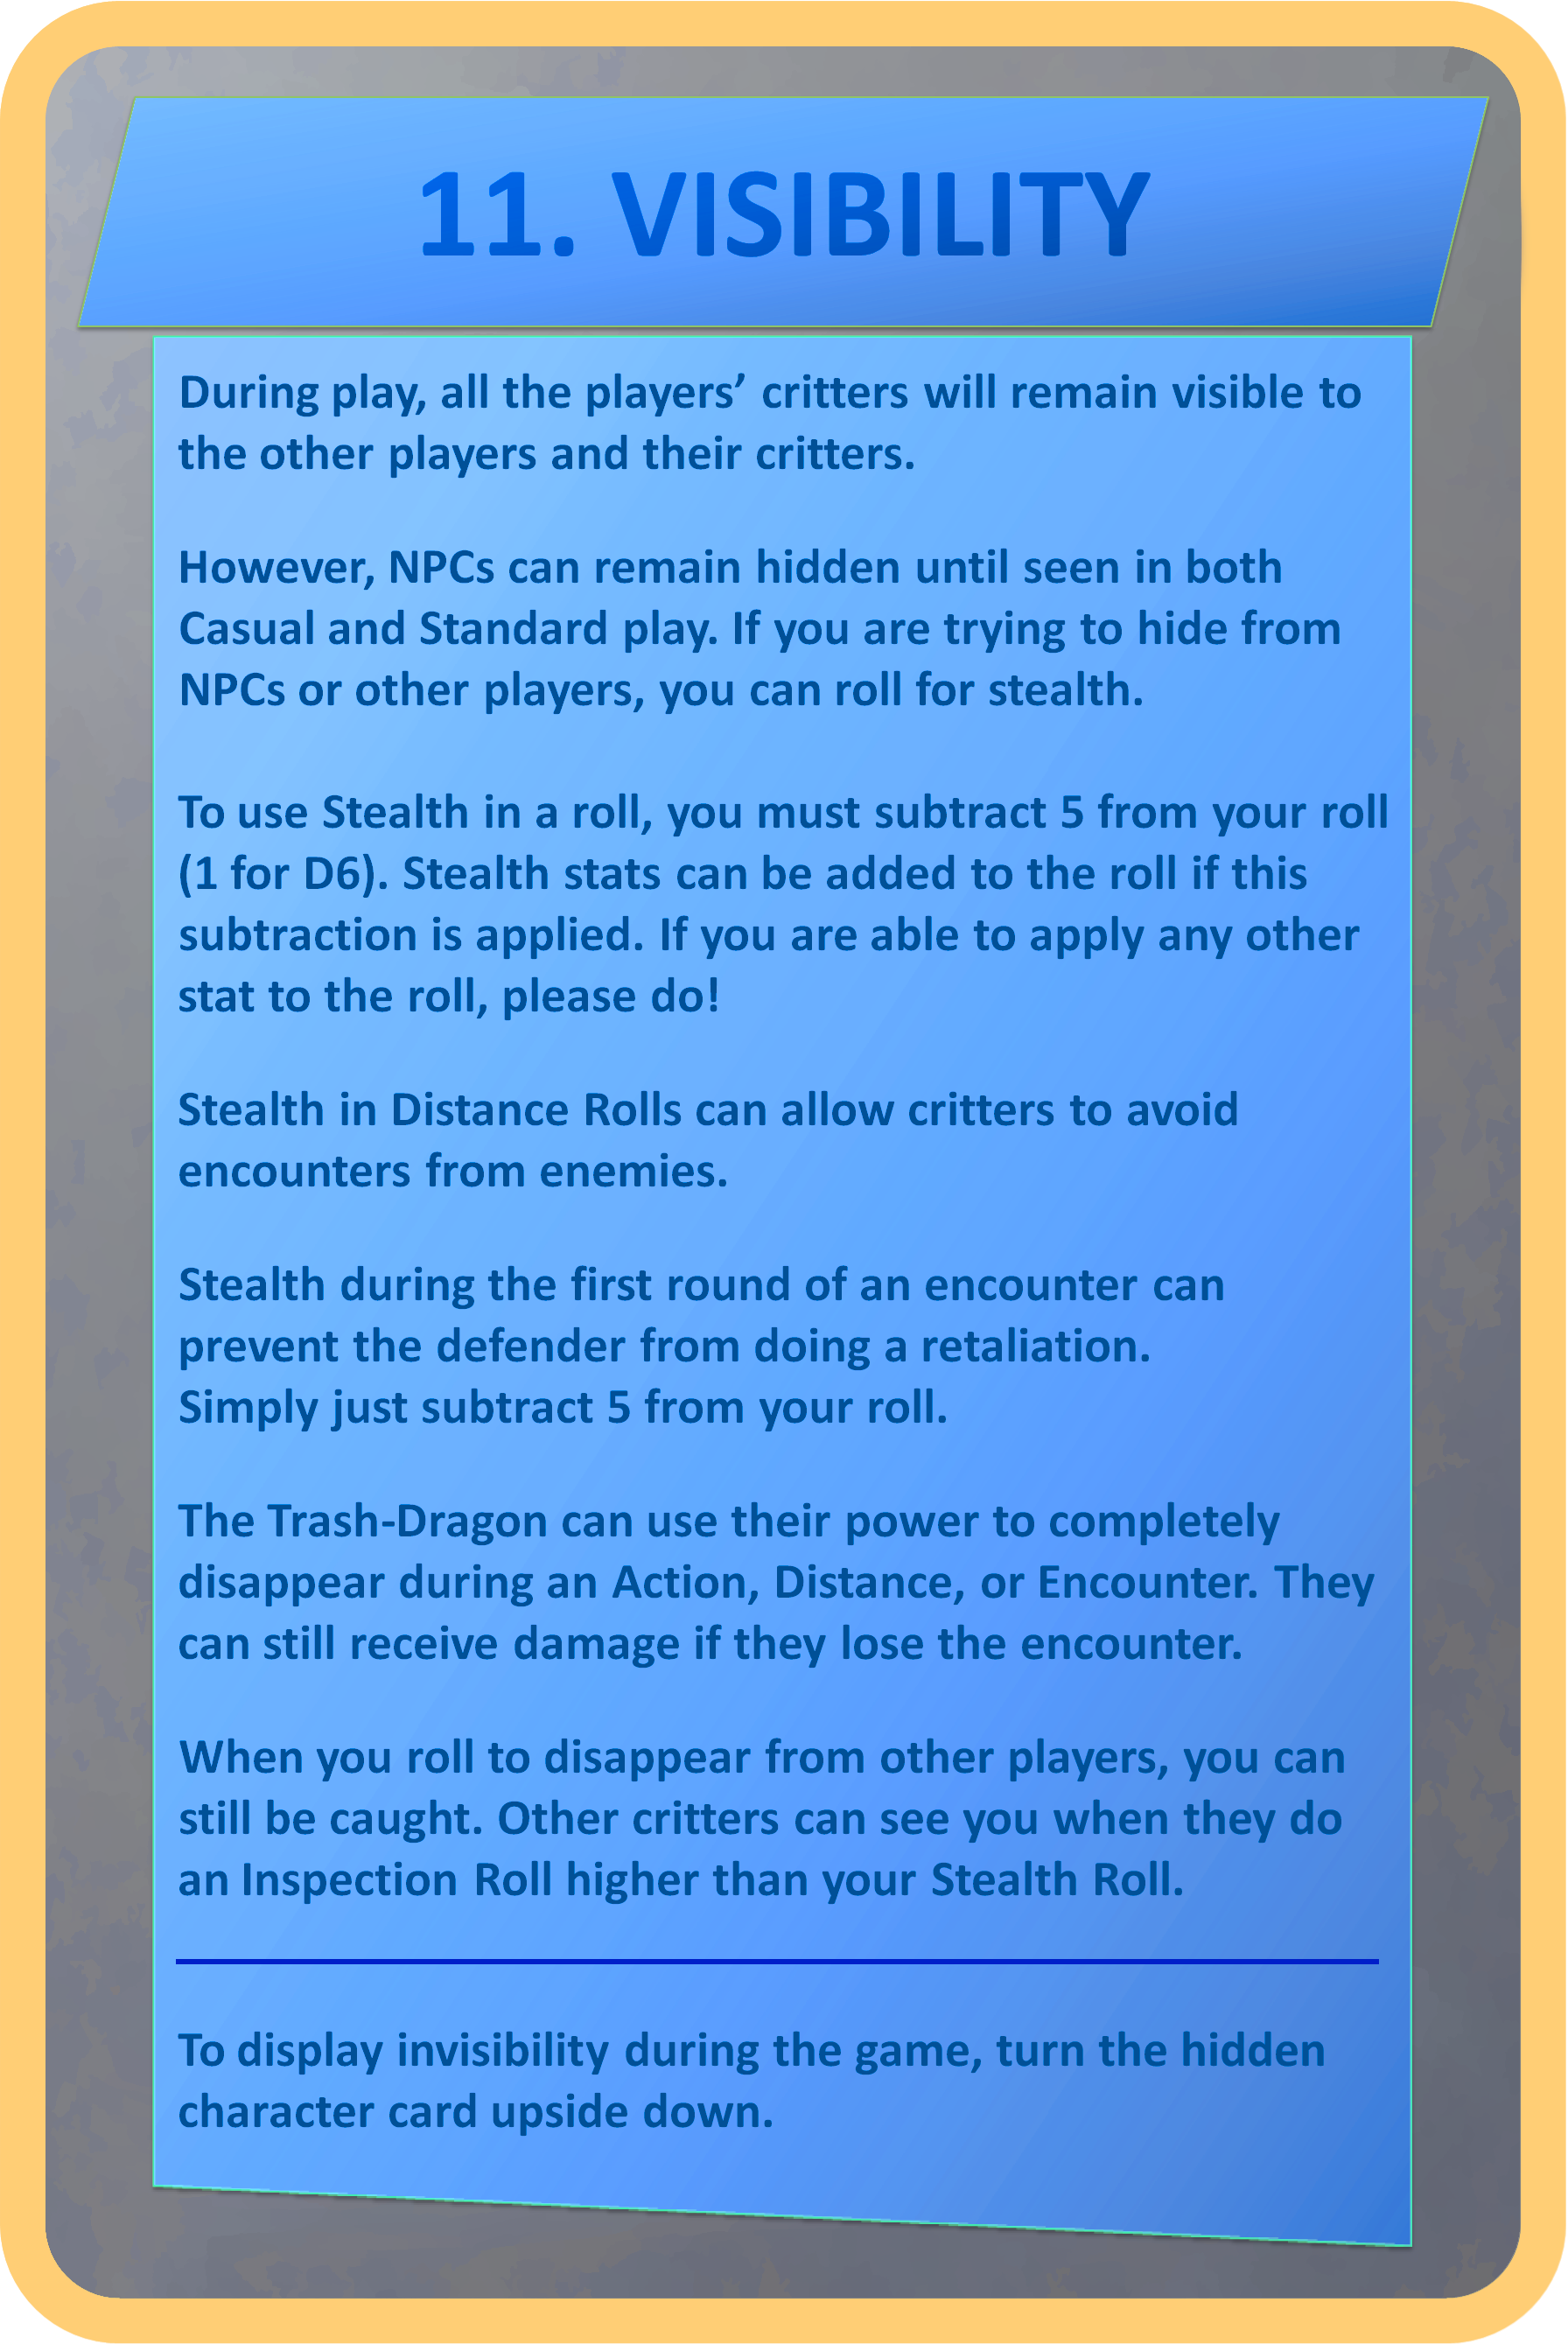 11. VISIBILITY
During play, all the players’ critters will remain visible to
the other players and their critters.
However, NPCs can remain hidden until seen in both
Casual and Standard play. If you are trying to hide from
NPCs or other players, you can roll for stealth.
To use Stealth in a roll, you must subtract 5 from your roll
(1 for D6). Stealth stats can be added to the roll if this
subtraction is applied. If you are able to apply any other
stat to the roll, please do!
Stealth in Distance Rolls can allow critters to avoid
encounters from enemies.
Stealth during the first round of an encounter can
prevent the defender from doing a retaliation.
Simply just subtract 5 from your roll.
The Trash-Dragon can use their power to completely
disappear during an Action, Distance, or Encounter. They
can still receive damage if they lose the encounter.
When you roll to disappear from other players, you can
still be caught. Other critters can see you when they do
an Inspection Roll higher than your Stealth Roll.
To display invisibility during the game, turn the hidden
character card upside down.